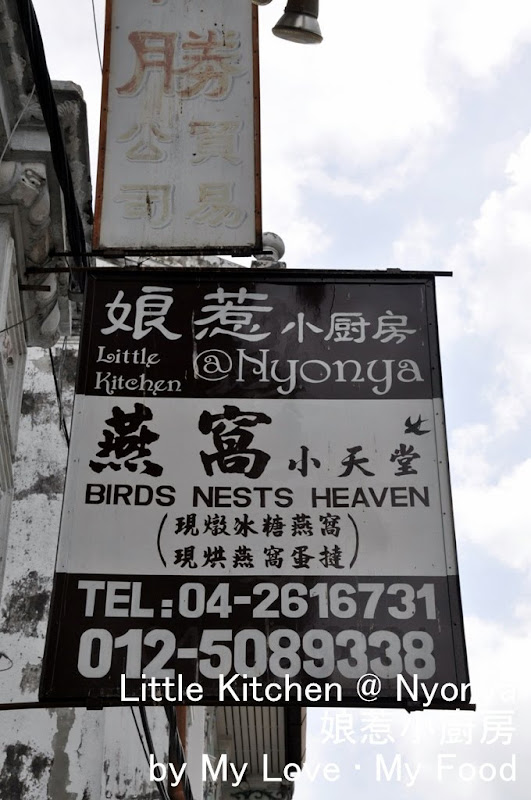 勝
公貿
司易
娘惹小厨房
Little
Kitchen @Nyonya
燕窩小天堂
BIRDS NESTS HEAVEN
(現燉冰糖燕窩
現烘燕窩蛋撻)
TEL:04-2616731
012-5089338
Little Kitchen @ Nyonya
娘惹小廚房
by My Love · My Food